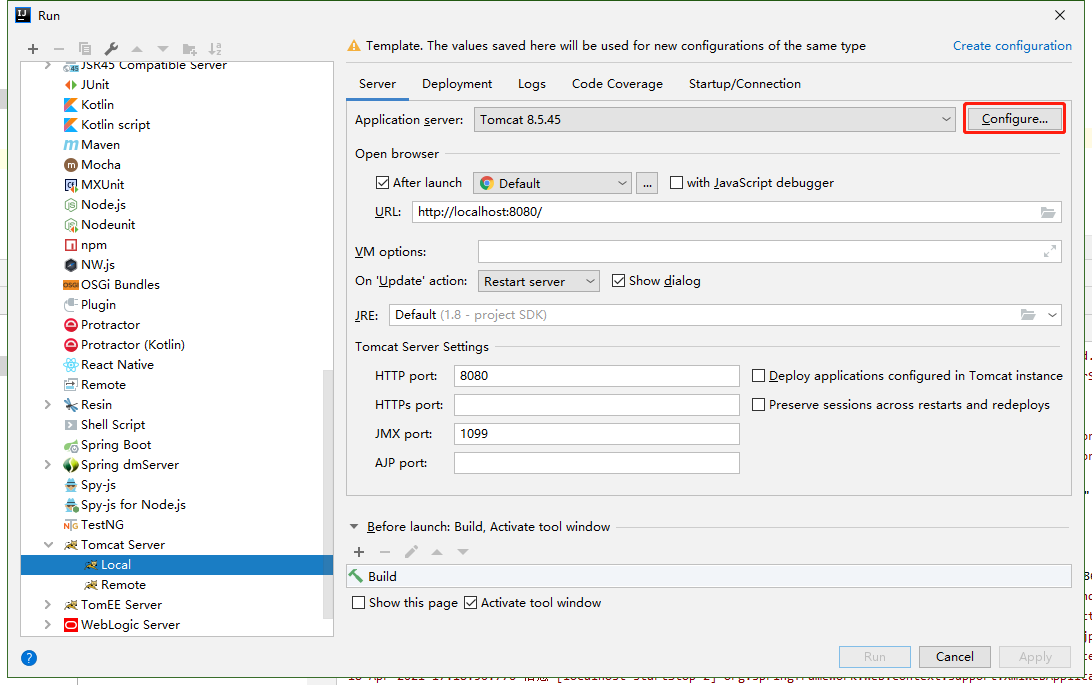 Run
Template. The values saved here will be used for new configurations of the same type
Create configuration
JSR45 Compatible Server
JUnit
Kotlin
Kotlin script
Maven
Mocha
MXUnit
Node.js
Nodeunit
npm
NW.js
OSGi Bundles
Plugin
Protractor
Protractor (Kotlin)
React Native
Remote
Resin
Shell Script
Spring Boot
Spring dmServer
Spy-js
Spy-js for Node.js
TestNG
Tomcat Server
Local
Remote
TomEE Server
WebLogic Server
Server Deployment Logs Code Coverage Startup/Connection
Application server: Tomcat 8.5.45 Configure...
Open browser
After launch Default ... with JavaScript debugger
URL: http://localhost:8080/
VM options:
On 'Update' action: Restart server Show dialog
JRE: Default (1.8 - project SDK)
Tomcat Server Settings
HTTP port: 8080 Deploy applications configured in Tomcat instance
HTTPs port: Preserve sessions across restarts and redeploys
JMX port: 1099
AJP port:
Before launch: Build, Activate tool window
Build
Show this page Activate tool window
? Run Cancel Apply